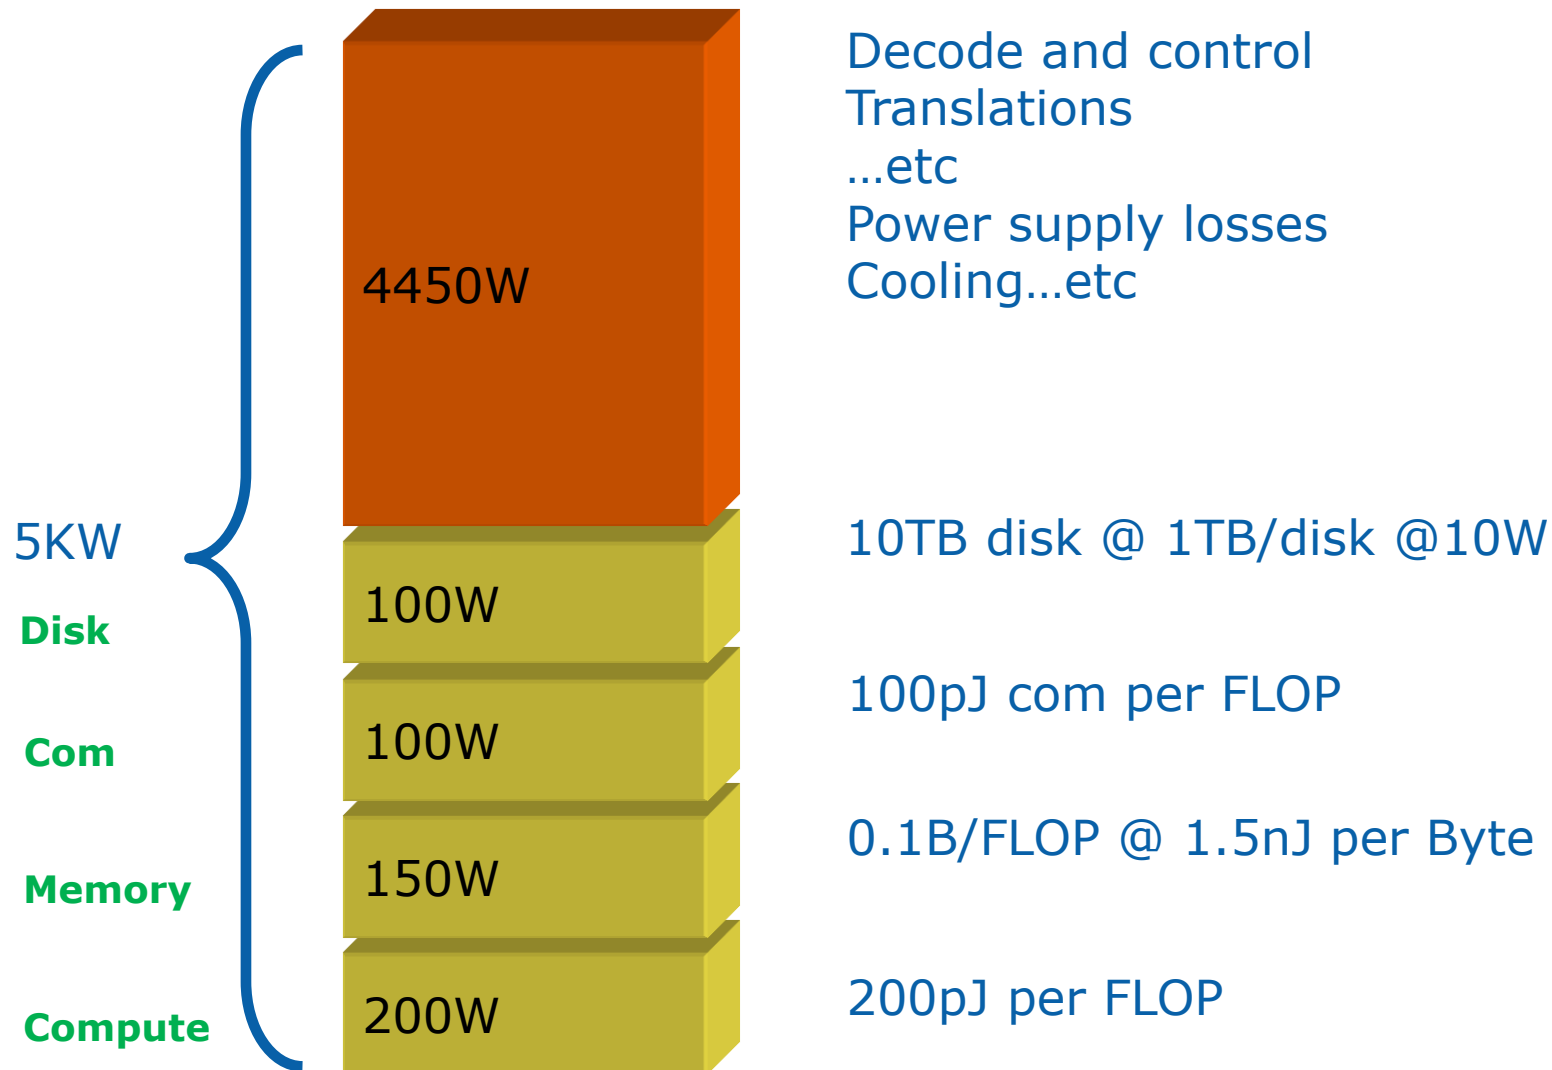 Decode and control
Translations
…etc
Power supply losses
Cooling…etc
4450W
5KW
10TB disk @ 1TB/disk @10W
Disk
100W
100pJ com per FLOP
Com
100W
0.1B/FLOP @ 1.5nJ per Byte
Memory
150W
200pJ per FLOP
Compute
200W